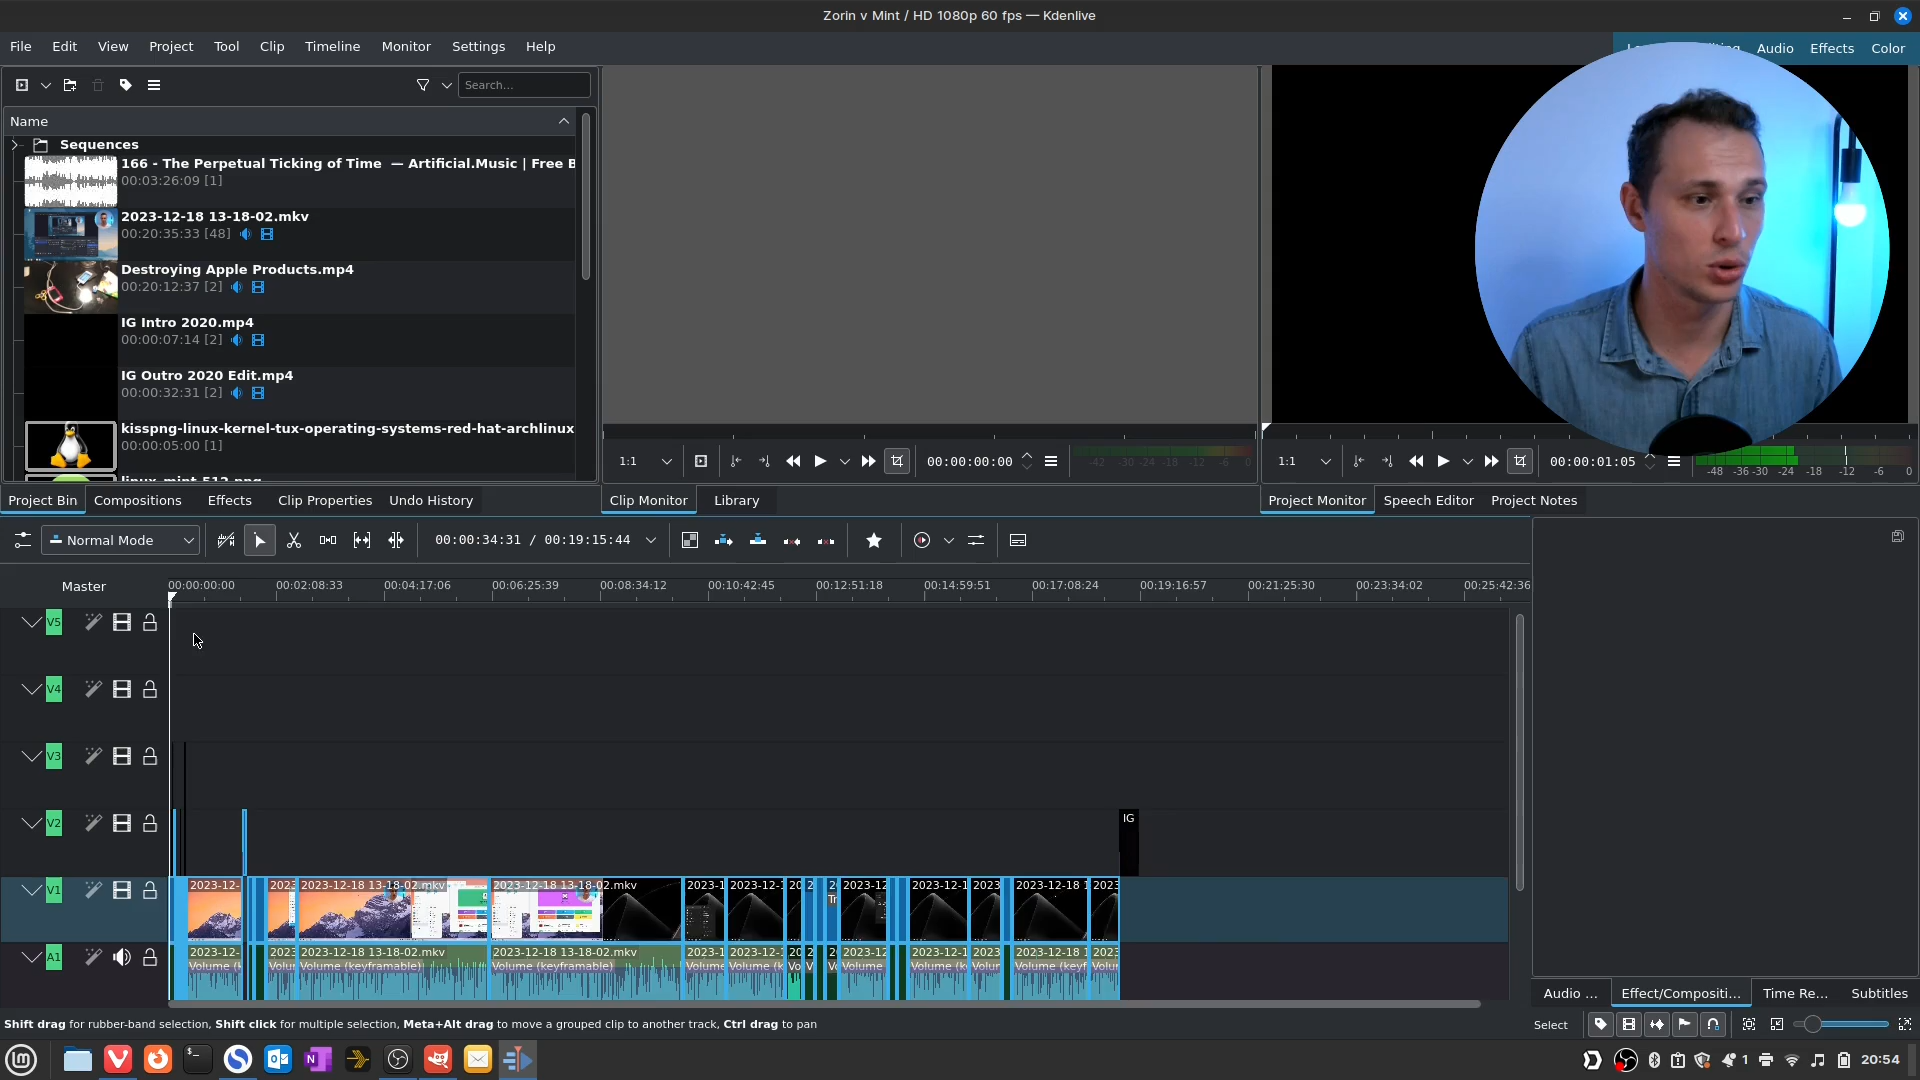 Zorin v Mint / HD 1080p 60 fps — Kdenlive
File Edit View Project Tool Clip Timeline Monitor Settings Help
Audio Effects Color
Search...
Name
Sequences
166 - The Perpetual Ticking of Time — Artificial.Music | Free B
00:03:26:09 [1]
2023-12-18 13-18-02.mkv
00:20:35:33 [48]
Destroying Apple Products.mp4
00:20:12:37 [2]
IG Intro 2020.mp4
00:00:07:14 [2]
IG Outro 2020 Edit.mp4
00:00:32:31 [2]
kisspng-linux-kernel-tux-operating-systems-red-hat-archlinux
00:00:05:00 [1]
linux-mint-512.png
1:1
00:00:00:00
-42 -30 -24 -18 -12 -6 0
1:1
00:00:01:05
-48 -36 -30 -24 -18 -12 -6 0
Project Bin Compositions Effects Clip Properties Undo History
Clip Monitor Library
Project Monitor Speech Editor Project Notes
Normal Mode
00:00:34:31 / 00:19:15:44
Master
00:00:00:00 00:02:08:33 00:04:17:06 00:06:25:39 00:08:34:12 00:10:42:45 00:12:51:18 00:14:59:51 00:17:08:24 00:19:16:57 00:21:25:30 00:23:34:02 00:25:42:36
V5
V4
V3
V2
IG
V1
2023-12- 2023 2023-12-18 13-18-02.mkv 2023-12-18 13-18-02.mkv 2023-1 2023-12-1 20 2 2023-12 2023-12-1 2023 2023-12-18 1 2023
Tr
A1
2023-12- 2023 2023-12-18 13-18-02.mkv 2023-12-18 13-18-02.mkv 2023-1 2023-12-1 20 2 2023-12 2023-12-1 2023 2023-12-18 1 2023
Volume (k Volum Volume (keyframable) Volume (keyframable) Volume Volume (k Vo V Vo Volume Volume (k Volum Volume (keyf Volum
Audio ... Effect/Compositi... Time Re... Subtitles
Shift drag for rubber-band selection, Shift click for multiple selection, Meta+Alt drag to move a grouped clip to another track, Ctrl drag to pan
Select
1
20:54